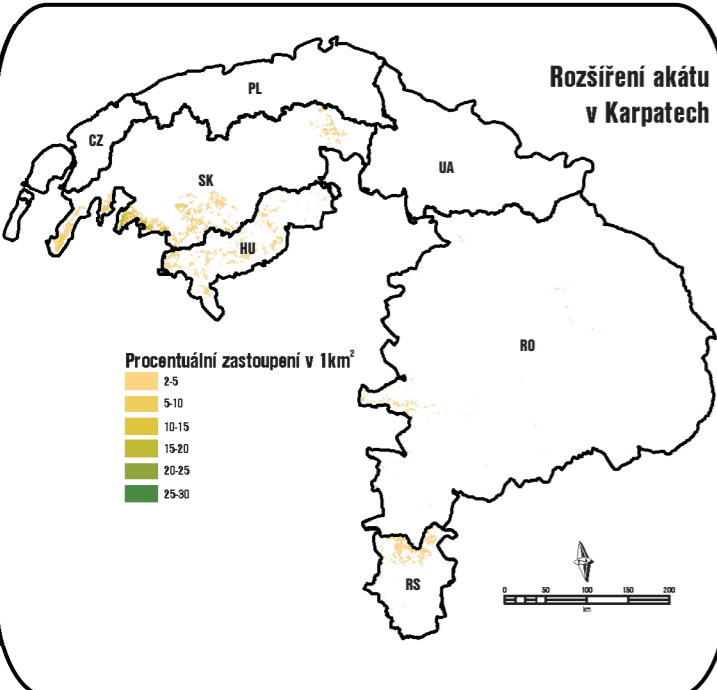 Rozšíření akátu
v Karpatech
PL
CZ
SK
UA
HU
RO
Procentuální zastoupení v 1km²
2-5
5-10
10-15
15-20
20-25
25-30
RS
0 50 100 150 200
km